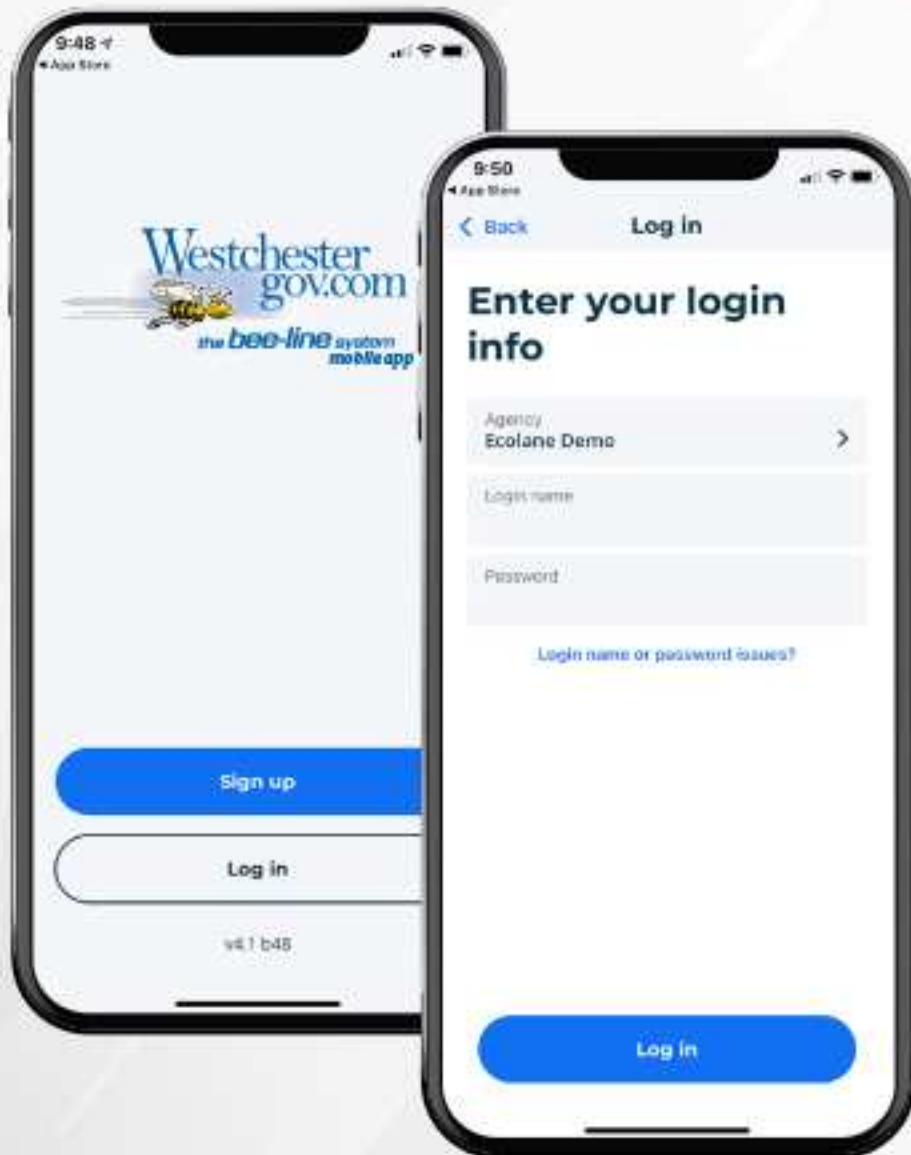 9:48
◀ App Store
Westchester
gov.com
the bee-line system
mobile app
Sign up
Log in
v4.1 b48
9:50
◀ App Store
< Back
Log in
Enter your login
info
Agency
Ecolane Demo
Login name
Password
Login name or password issues?
Log in